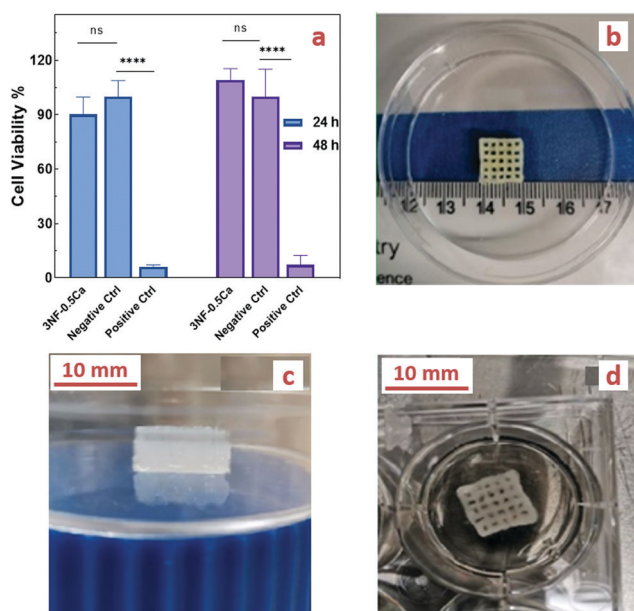 a
ns
****
ns
****
120
90
60
30
0
Cell Viability %
24 h
48 h
3NF-0.5Ca
Negative Ctrl
Positive Ctrl
3NF-0.5Ca
Negative Ctrl
Positive Ctrl
b
12 13 14 15 16 17
try
ence
10 mm
c
10 mm
d